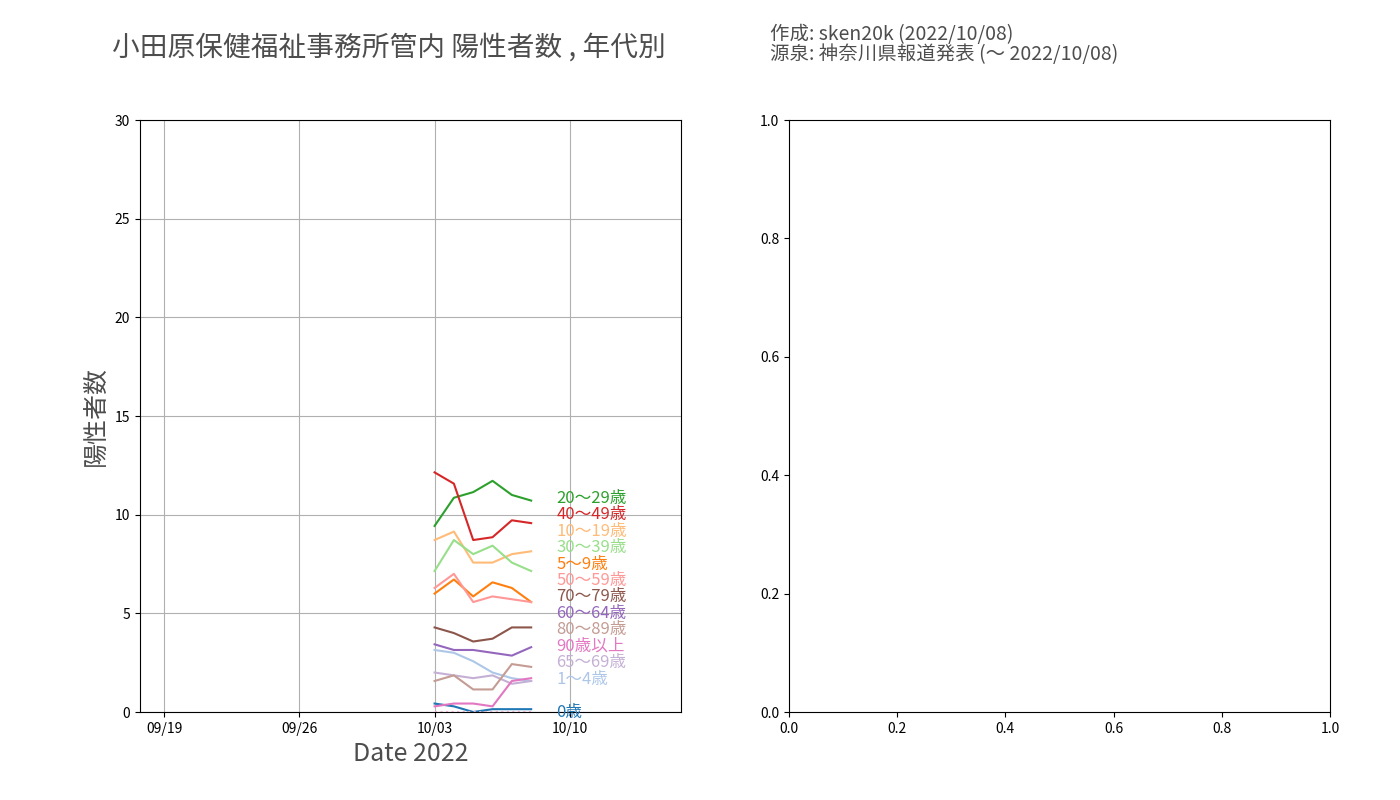 小田原保健福祉事務所管内 陽性者数 , 年代別
作成: sken20k (2022/10/08)
源泉: 神奈川県報道発表 (〜 2022/10/08)
陽性者数
30
25
20
15
10
5
0
20〜29歳
40〜49歳
10〜19歳
30〜39歳
5〜9歳
50〜59歳
70〜79歳
60〜64歳
80〜89歳
90歳以上
65〜69歳
1〜4歳
0歳
09/19 09/26 10/03 10/10
Date 2022
1.0
0.8
0.6
0.4
0.2
0.0
0.0 0.2 0.4 0.6 0.8 1.0